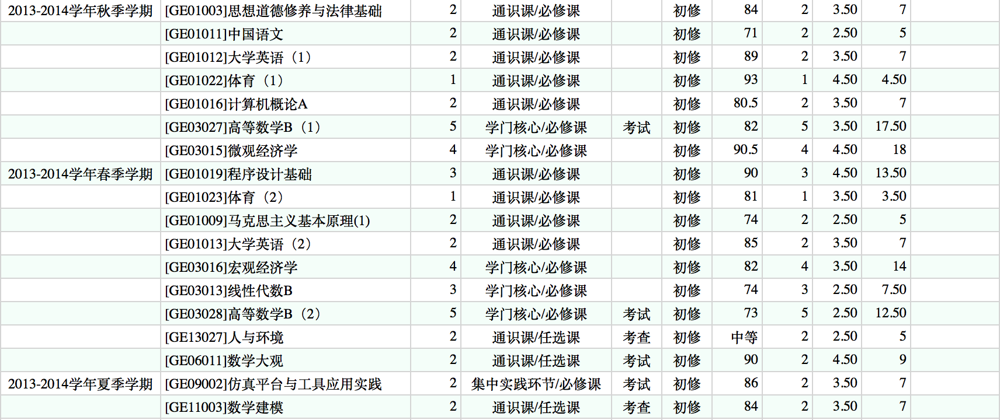 2013-2014学年秋季学期 [GE01003]思想道德修养与法律基础 2 通识课/必修课 初修 84 2 3.50 7
[GE01011]中国语文 2 通识课/必修课 初修 71 2 2.50 5
[GE01012]大学英语（1） 2 通识课/必修课 初修 89 2 3.50 7
[GE01022]体育（1） 1 通识课/必修课 初修 93 1 4.50 4.50
[GE01016]计算机概论A 2 通识课/必修课 初修 80.5 2 3.50 7
[GE03027]高等数学B（1） 5 学门核心/必修课 考试 初修 82 5 3.50 17.50
[GE03015]微观经济学 4 学门核心/必修课 初修 90.5 4 4.50 18
2013-2014学年春季学期 [GE01019]程序设计基础 3 通识课/必修课 初修 90 3 4.50 13.50
[GE01023]体育（2） 1 通识课/必修课 初修 81 1 3.50 3.50
[GE01009]马克思主义基本原理(1) 2 通识课/必修课 初修 74 2 2.50 5
[GE01013]大学英语（2） 2 通识课/必修课 初修 85 2 3.50 7
[GE03016]宏观经济学 4 学门核心/必修课 初修 82 4 3.50 14
[GE03013]线性代数B 3 学门核心/必修课 初修 74 3 2.50 7.50
[GE03028]高等数学B（2） 5 学门核心/必修课 考试 初修 73 5 2.50 12.50
[GE13027]人与环境 2 通识课/任选课 考查 初修 中等 2 2.50 5
[GE06011]数学大观 2 通识课/任选课 考试 初修 90 2 4.50 9
2013-2014学年夏季学期 [GE09002]仿真平台与工具应用实践 2 集中实践环节/必修课 考试 初修 86 2 3.50 7
[GE11003]数学建模 2 通识课/任选课 考查 初修 84 2 3.50 7